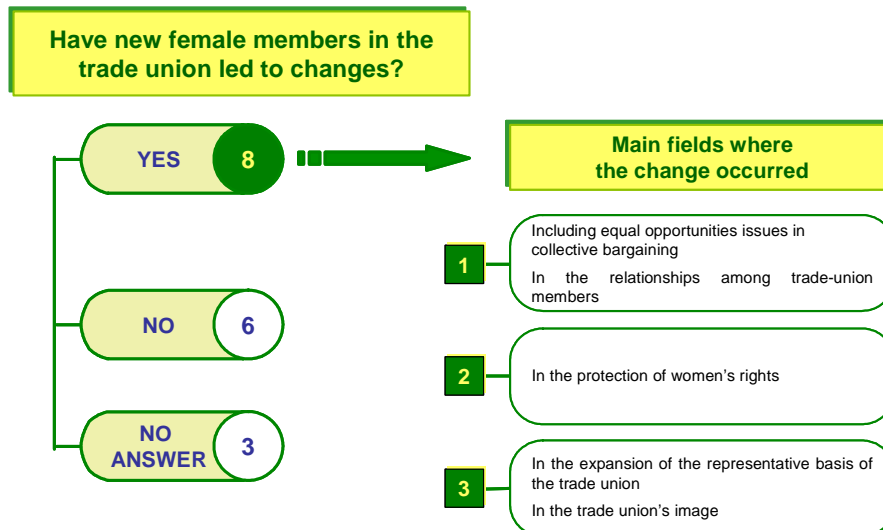 Have new female members in the
trade union led to changes?
YES
8
NO
6
NO
ANSWER
3
Main fields where
the change occurred
1
Including equal opportunities issues in
collective bargaining
In the relationships among trade-union
members
2
In the protection of women’s rights
3
In the expansion of the representative basis of
the trade union
In the trade union’s image